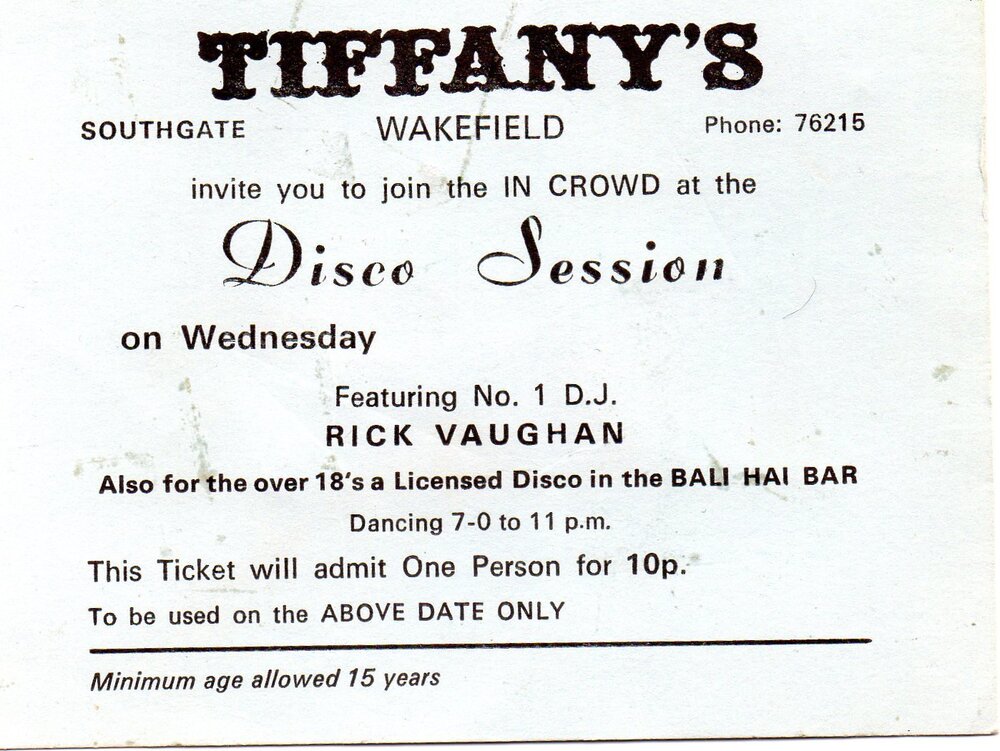 TIFFANY'S
SOUTHGATE WAKEFIELD Phone: 76215
invite you to join the IN CROWD at the
Disco Session
on Wednesday
Featuring No. 1 D.J.
RICK VAUGHAN
Also for the over 18's a Licensed Disco in the BALI HAI BAR
Dancing 7-0 to 11 p.m.
This Ticket will admit One Person for 10p.
To be used on the ABOVE DATE ONLY
Minimum age allowed 15 years